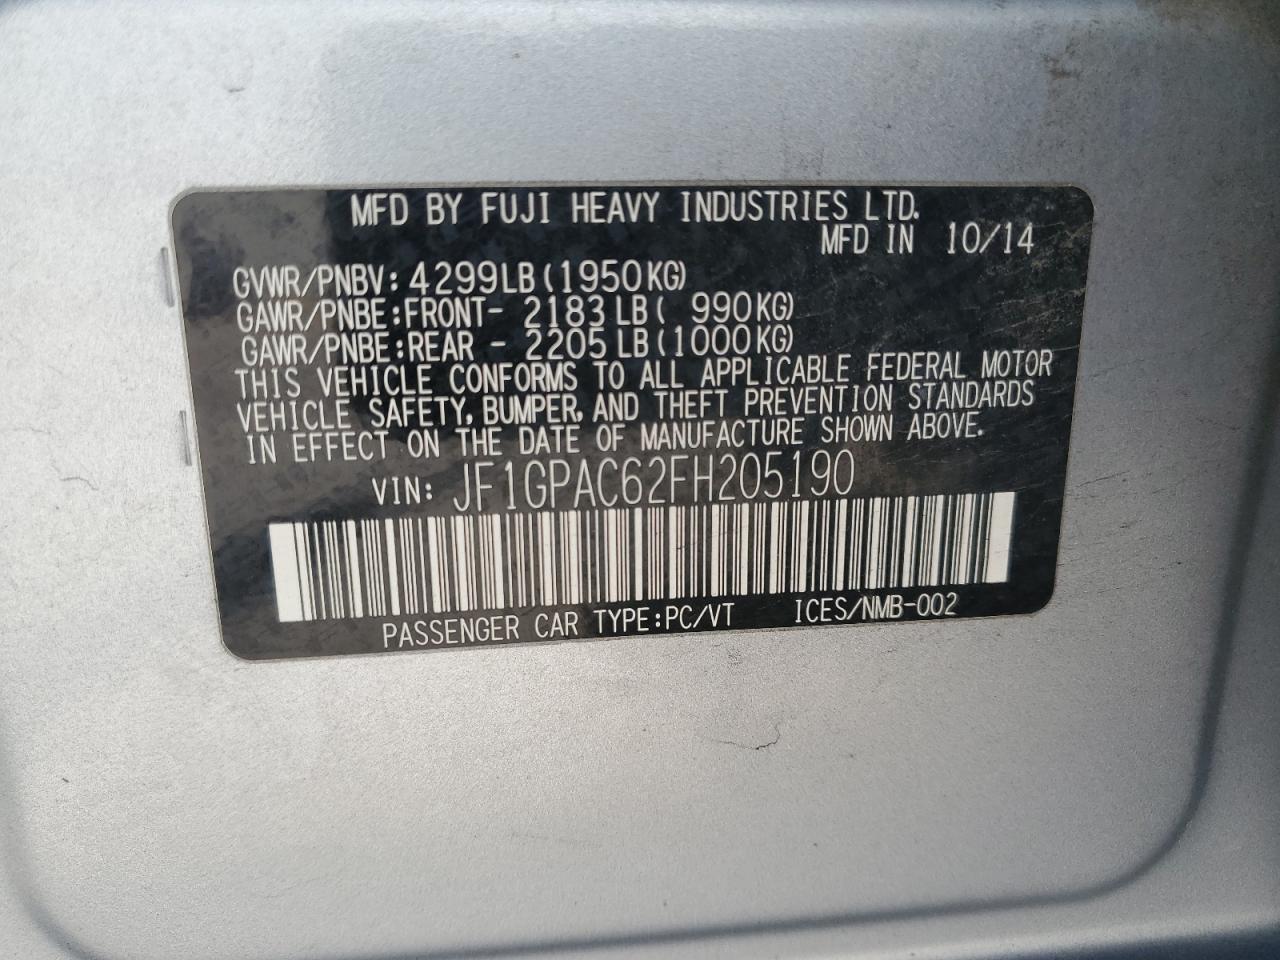 MFD BY FUJI HEAVY INDUSTRIES LTD.
MFD IN 10/14
GVWR/PNBV: 4299LB (1950KG)
GAWR/PNBE:FRONT- 2183LB ( 990KG)
GAWR/PNBE:REAR - 2205LB (1000KG)
THIS VEHICLE CONFORMS TO ALL APPLICABLE FEDERAL MOTOR
VEHICLE SAFETY, BUMPER, AND THEFT PREVENTION STANDARDS
IN EFFECT ON THE DATE OF MANUFACTURE SHOWN ABOVE.
VIN: JF1GPAC62FH205190
PASSENGER CAR TYPE:PC/VT ICES/NMB-002